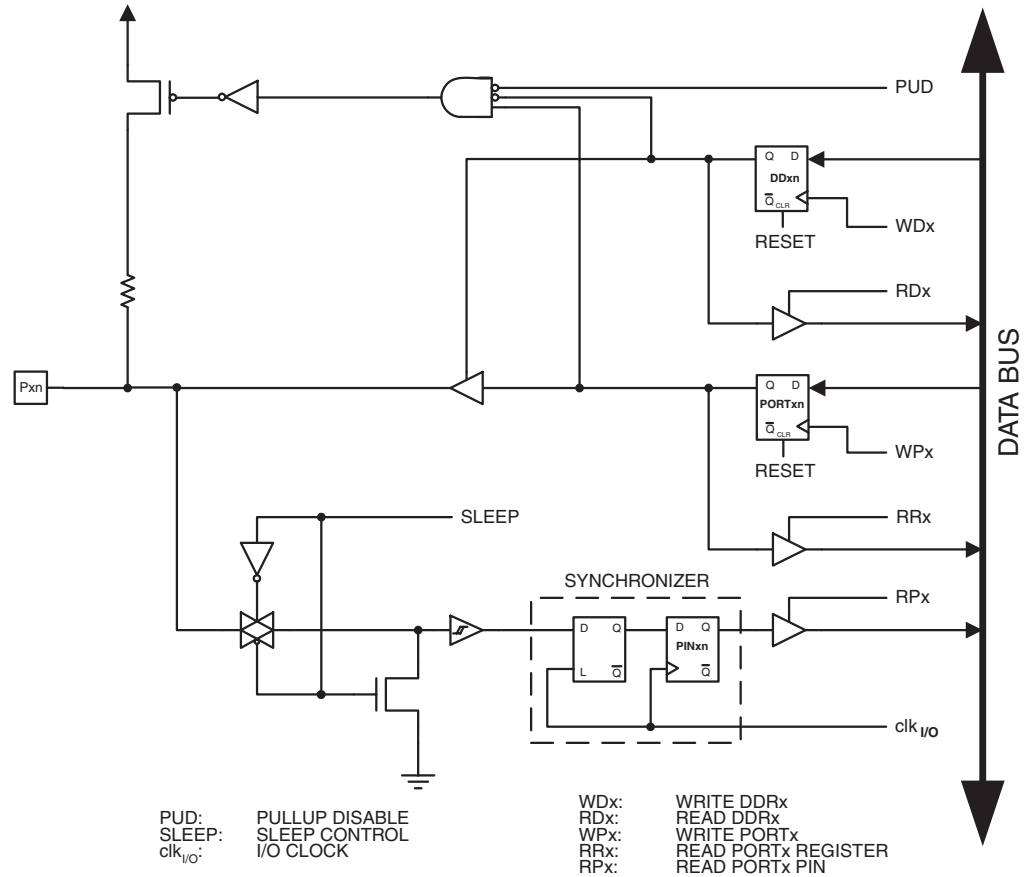 PUD
Q D
DDxn
Q CLR
WDx
RESET
RDx
DATA BUS
Pxn
Q D
PORTxn
Q CLR
WPx
RESET
SLEEP
RRx
SYNCHRONIZER
RPx
D Q
L Q
D Q
PINxn
Q
clk I/O
PUD: PULLUP DISABLE
SLEEP: SLEEP CONTROL
clkI/O: I/O CLOCK
WDx: WRITE DDRx
RDx: READ DDRx
WPx: WRITE PORTx
RRx: READ PORTx REGISTER
RPx: READ PORTx PIN